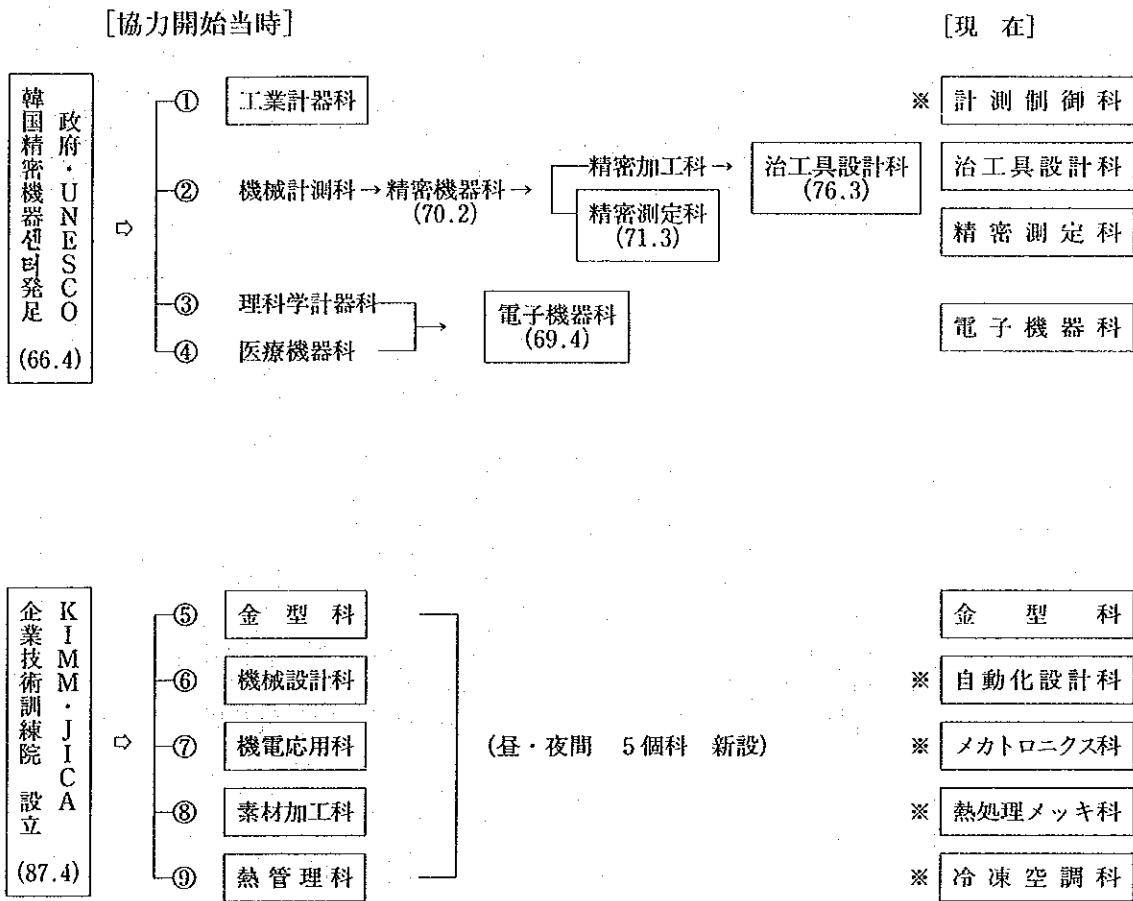 [協力開始当時]
[現　在]
政府・UNESCO
韓国精密機器센터発足
(66.4)
⇨
① 工業計器科
※ 計測制御科
② 機械計測科 → 精密機器科 →
(70.2)
精密加工科 →
精密測定科
(71.3)
治工具設計科
(76.3)
治工具設計科
精密測定科
③ 理科学計器科
④ 医療機器科
→
電子機器科
(69.4)
電子機器科
KIMM・JICA
企業技術訓練院　設立
(87.4)
⇨
⑤ 金型科
金型科
⑥ 機械設計科
※ 自動化設計科
⑦ 機電応用科
(昼・夜間　5個科　新設)
※ メカトロニクス科
⑧ 素材加工科
※ 熱処理メッキ科
⑨ 熱管理科
※ 冷凍空調科